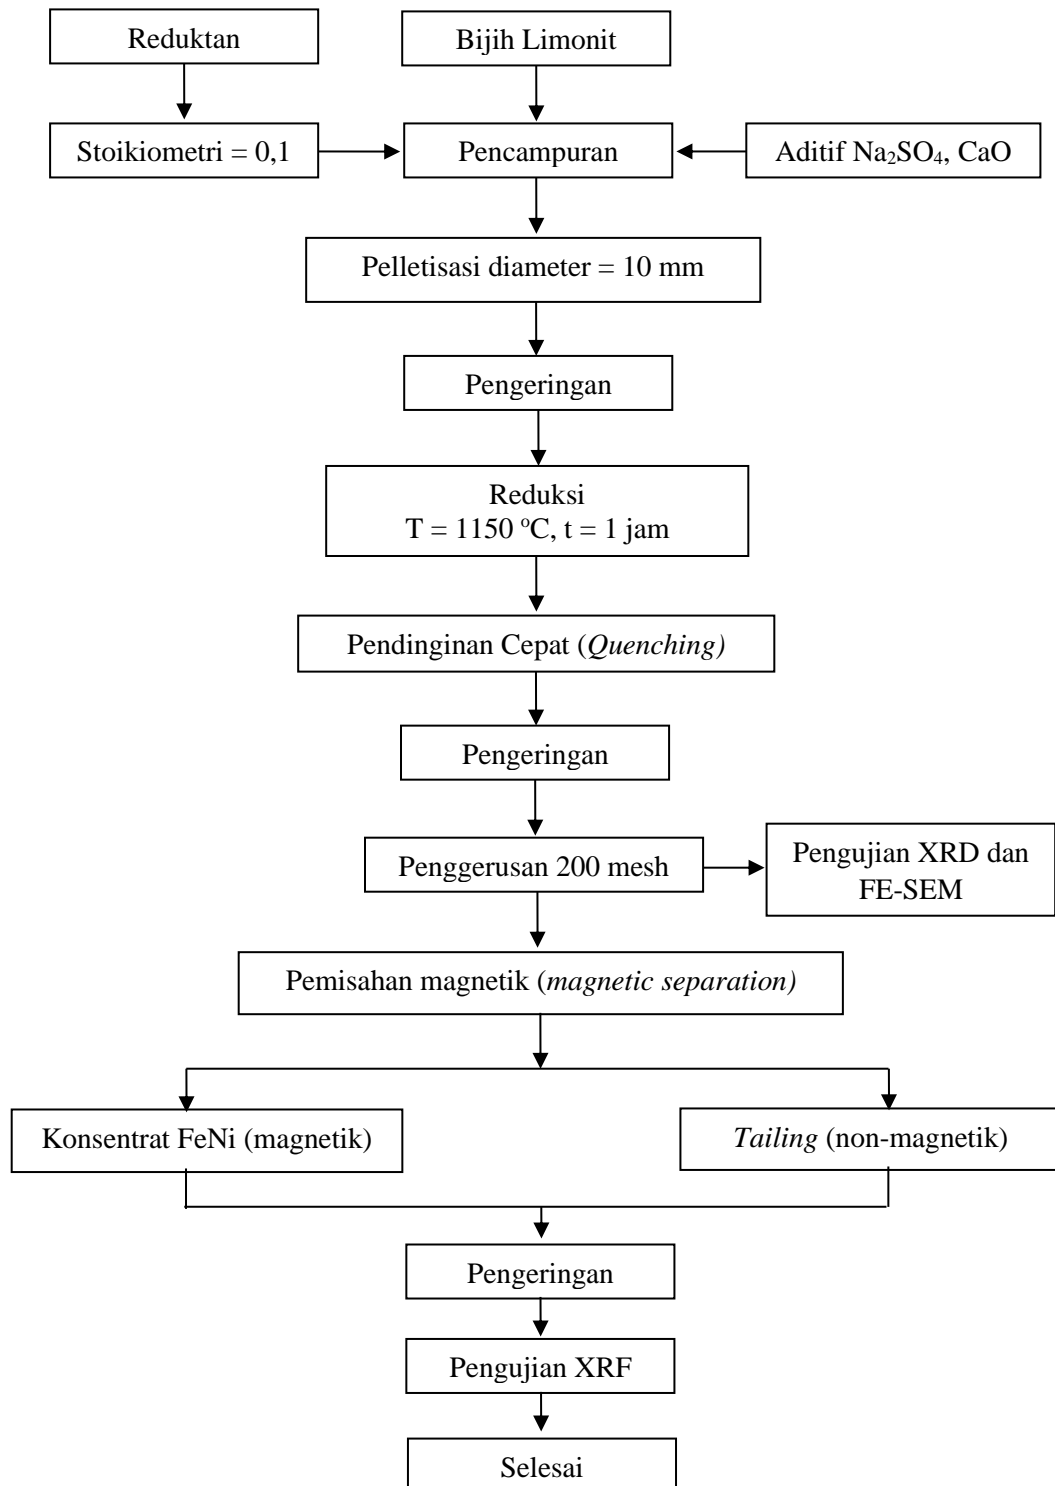 Reduktan
Bijih Limonit
Stoikiometri = 0,1
Pencampuran
Aditif Na₂SO₄, CaO
Pelletisasi diameter = 10 mm
Pengeringan
Reduksi
T = 1150 ºC, t = 1 jam
Pendinginan Cepat (Quenching)
Pengeringan
Penggerusan 200 mesh
Pengujian XRD dan
FE-SEM
Pemisahan magnetik (magnetic separation)
Konsentrat FeNi (magnetik)
Tailing (non-magnetik)
Pengeringan
Pengujian XRF
Selesai